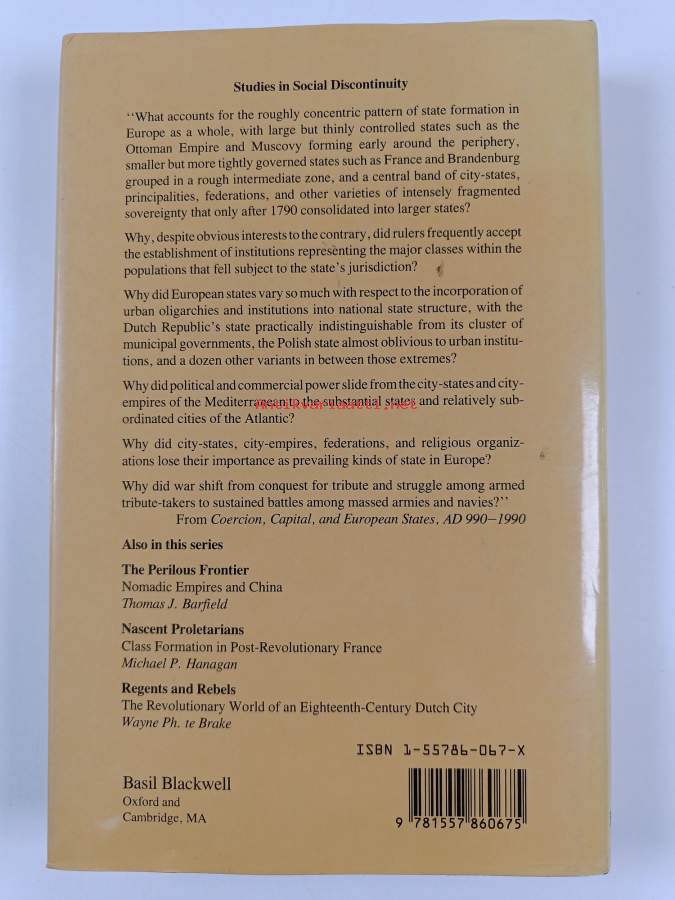 Studies in Social Discontinuity
“What accounts for the roughly concentric pattern of state formation in
Europe as a whole, with large but thinly controlled states such as the
Ottoman Empire and Muscovy forming early around the periphery,
smaller but more tightly governed states such as France and Brandenburg
grouped in a rough intermediate zone, and a central band of city-states,
principalities, federations, and other varieties of intensely fragmented
sovereignty that only after 1790 consolidated into larger states?
Why, despite obvious interests to the contrary, did rulers frequently accept
the establishment of institutions representing the major classes within the
populations that fell subject to the state's jurisdiction?
Why did European states vary so much with respect to the incorporation of
urban oligarchies and institutions into national state structure, with the
Dutch Republic's state practically indistinguishable from its cluster of
municipal governments, the Polish state almost oblivious to urban institu-
tions, and a dozen other variants in between those extremes?
Why did political and commercial power slide from the city-states and city-
empires of the Mediterranean to the substantial states and relatively sub-
antikvariaatti.net
ordinated cities of the Atlantic?
Why did city-states, city-empires, federations, and religious organiz-
ations lose their importance as prevailing kinds of state in Europe?
Why did war shift from conquest for tribute and struggle among armed
tribute-takers to sustained battles among massed armies and navies?”
From Coercion, Capital, and European States, AD 990–1990
Also in this series
The Perilous Frontier
Nomadic Empires and China
Thomas J. Barfield
Nascent Proletarians
Class Formation in Post-Revolutionary France
Michael P. Hanagan
Regents and Rebels
The Revolutionary World of an Eighteenth-Century Dutch City
Wayne Ph. te Brake
ISBN 1-55786-067-X
Basil Blackwell
Oxford and
Cambridge, MA
9 781557 860675